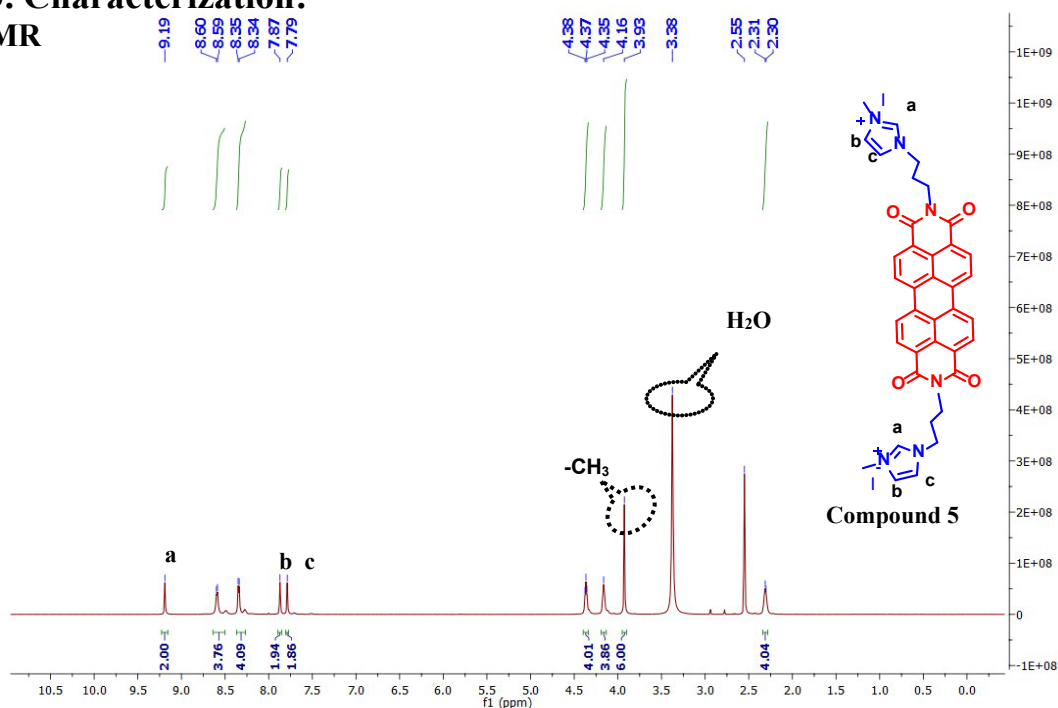 MR
9.19
8.60
8.59
8.35
8.34
7.87
7.79
4.38
4.37
4.35
4.16
3.93
3.38
2.55
2.31
2.30
1E+09
1E+09
9E+08
8E+08
7E+08
6E+08
5E+08
4E+08
3E+08
2E+08
1E+08
0
-1E+08
I
a
+
N
b
N
c
O
N
O
O
N
O
a
+
N
N
I
b
c
Compound 5
H₂O
-CH₃
a
b c
2.00
3.76
4.09
1.94
1.86
4.01
3.86
6.00
4.04
10.5 10.0 9.5 9.0 8.5 8.0 7.5 7.0 6.5 6.0 5.5 5.0 4.5 4.0 3.5 3.0 2.5 2.0 1.5 1.0 0.5 0.0
f1 (ppm)